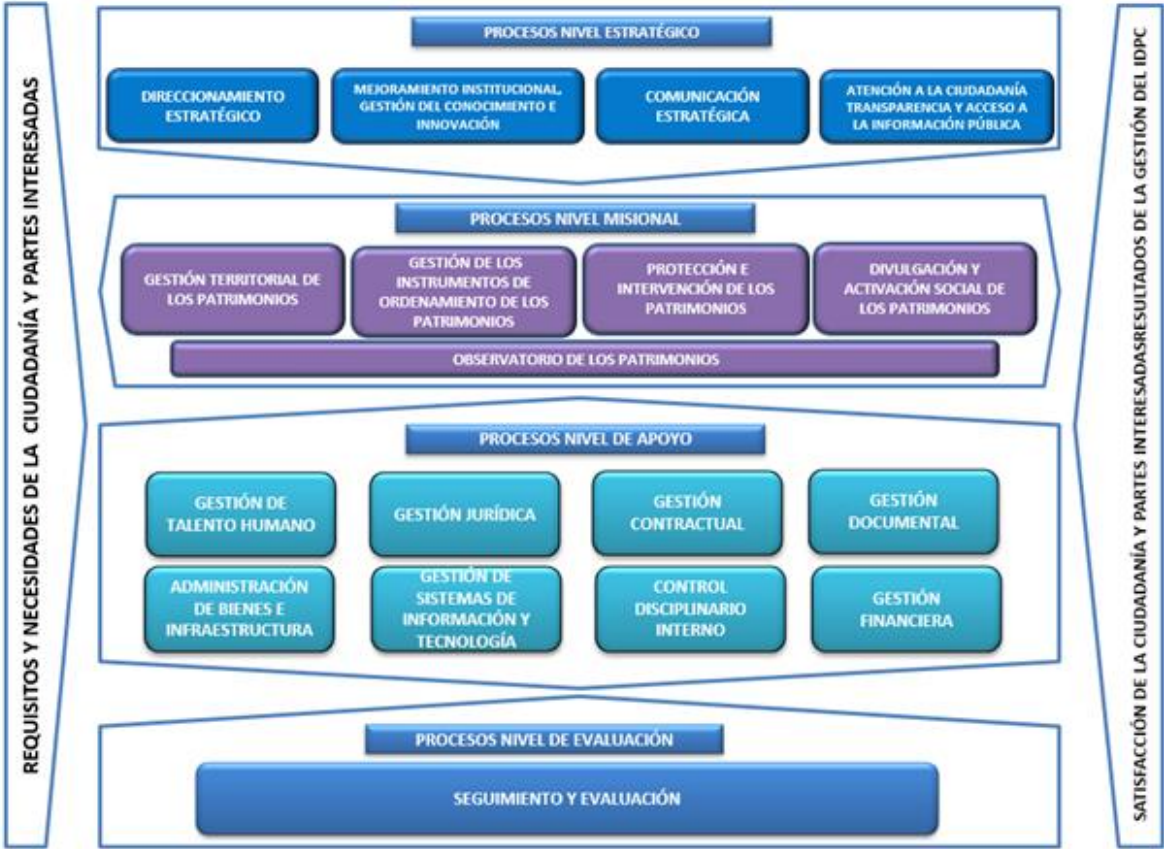 REQUISITOS Y NECESIDADES DE LA CIUDADANÍA Y PARTES INTERESADAS
PROCESOS NIVEL ESTRATÉGICO
DIRECCIONAMIENTO
ESTRATÉGICO
MEJORAMIENTO INSTITUCIONAL,
GESTIÓN DEL CONOCIMIENTO E
INNOVACIÓN
COMUNICACIÓN
ESTRATÉGICA
ATENCIÓN A LA CIUDADANÍA
TRANSPARENCIA Y ACCESO A
LA INFORMACIÓN PÚBLICA
PROCESOS NIVEL MISIONAL
GESTIÓN TERRITORIAL DE
LOS PATRIMONIOS
GESTIÓN DE LOS
INSTRUMENTOS DE
ORDENAMIENTO DE LOS
PATRIMONIOS
PROTECCIÓN E
INTERVENCIÓN DE LOS
PATRIMONIOS
DIVULGACIÓN Y
ACTIVACIÓN SOCIAL DE
LOS PATRIMONIOS
OBSERVATORIO DE LOS PATRIMONIOS
PROCESOS NIVEL DE APOYO
GESTIÓN DE
TALENTO HUMANO
GESTIÓN JURÍDICA
GESTIÓN
CONTRACTUAL
GESTIÓN
DOCUMENTAL
ADMINISTRACIÓN
DE BIENES E
INFRAESTRUCTURA
GESTIÓN DE
SISTEMAS DE
INFORMACIÓN Y
TECNOLOGÍA
CONTROL
DISCIPLINARIO
INTERNO
GESTIÓN
FINANCIERA
PROCESOS NIVEL DE EVALUACIÓN
SEGUIMIENTO Y EVALUACIÓN
SATISFACCIÓN DE LA CIUDADANÍA Y PARTES INTERESADASRESULTADOS DE LA GESTIÓN DEL IDPC